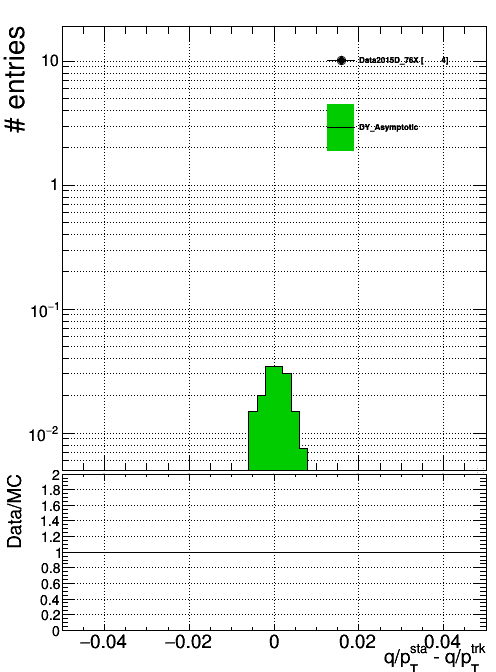 # entries
10
1
10⁻¹
10⁻²
Data2015D_76X [ 4]
DY_Asymptotic
Data/MC
2
1.8
1.6
1.4
1.2
1
0.8
0.6
0.4
0.2
0
−0.04 −0.02 0 0.02 0.04
q/p_T^sta - q/p_T^trk